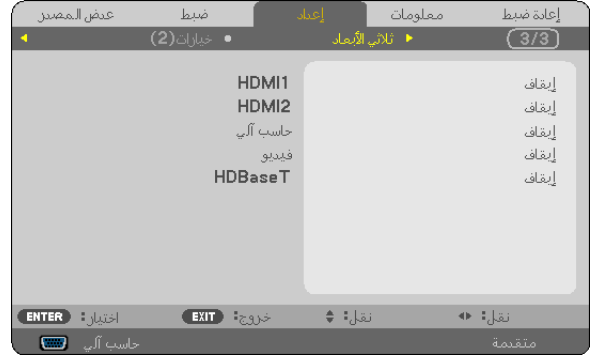 عرض المصدر ضبط إعداد معلومات إعادة ضبط
خيارات(2) ثلاثي الأبعاد 3/3
HDMI1 إيقاف
HDMI2 إيقاف
حاسب آلي إيقاف
فيديو إيقاف
HDBaseT إيقاف
ENTER اختيار: EXIT خروج: نقل: نقل:
حاسب آلي متقدمة